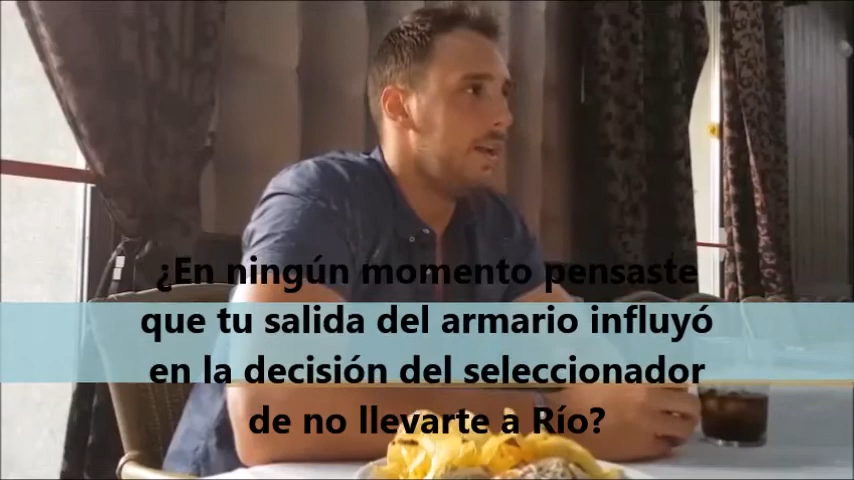 ¿En ningún momento pensaste
que tu salida del armario influyó
en la decisión del seleccionador
de no llevarte a Río?